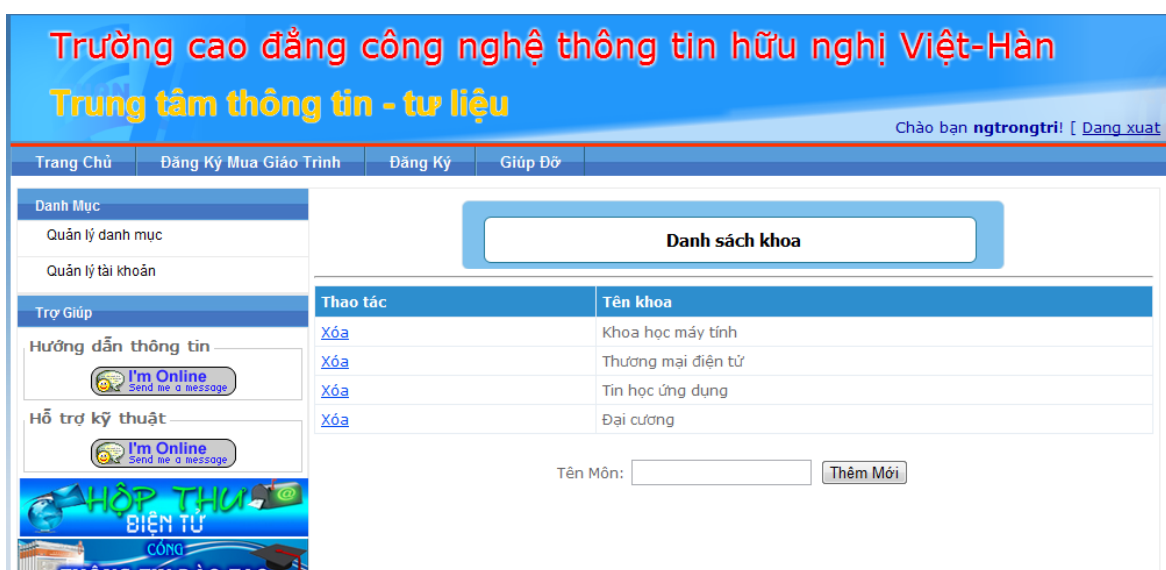 Trường cao đẳng công nghệ thông tin hữu nghị Việt-Hàn
Trung tâm thông tin - tư liệu
Chào bạn ngtrongtri! [ Dang xuat
Trang Chủ Đăng Ký Mua Giáo Trình Đăng Ký Giúp Đỡ
Danh Mục
Quản lý danh mục
Quản lý tài khoản
Trợ Giúp
Hướng dẫn thông tin
I'm Online
Send me a message
Hỗ trợ kỹ thuật
I'm Online
Send me a message
HỘP THƯ
ĐIỆN TỬ
CỔNG
Danh sách khoa
Thao tác Tên khoa
Xóa Khoa học máy tính
Xóa Thương mại điện tử
Xóa Tin học ứng dụng
Xóa Đại cương
Tên Môn: Thêm Mới